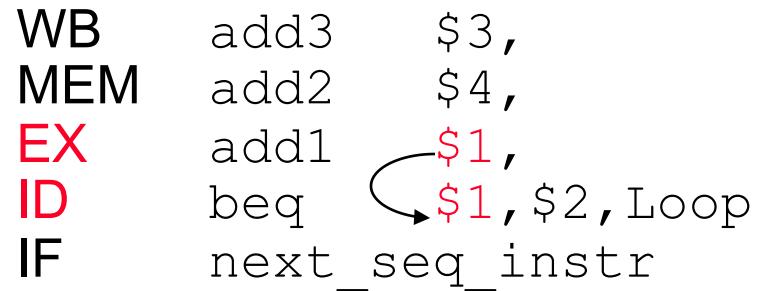 WB add3 $3,
MEM add2 $4,
EX add1 $1,
ID beq $1,$2,Loop
IF next_seq_instr